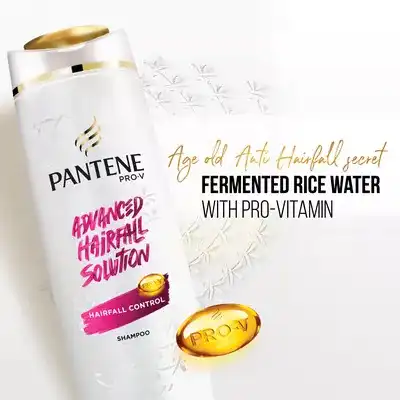 PANTENE
PRO-V
ADVANCED
HAIRFALL
SOLUTION
PRO-V
HAIRFALL CONTROL
SHAMPOO
Age old Anti Hairfall secret
FERMENTED RICE WATER
WITH PRO-VITAMIN
PRO-V